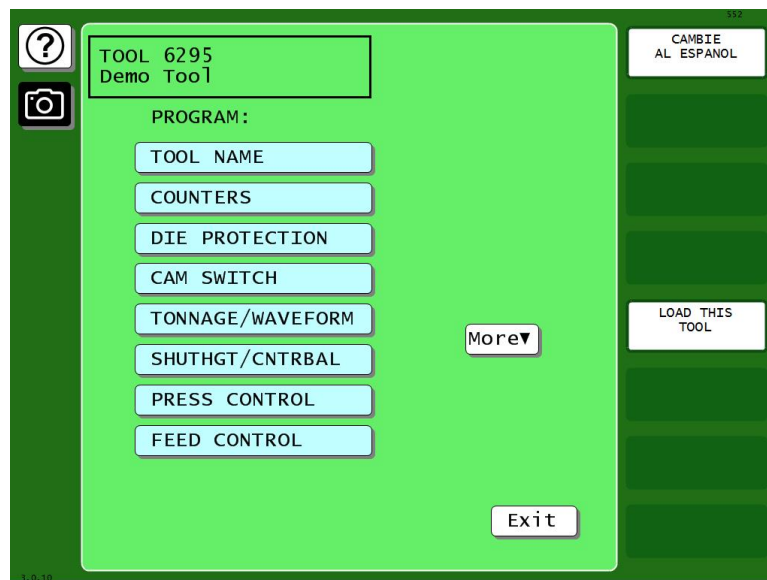 552
?
TOOL 6295
Demo Tool
CAMBIE
AL ESPANOL
PROGRAM:
TOOL NAME
COUNTERS
DIE PROTECTION
CAM SWITCH
TONNAGE/WAVEFORM
LOAD THIS
TOOL
More▼
SHUTHGT/CNTRBAL
PRESS CONTROL
FEED CONTROL
Exit
3.0.10